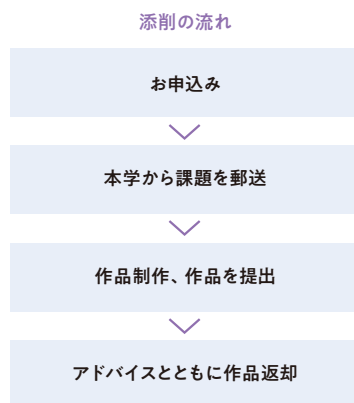 添削の流れ
お申込み
本学から課題を郵送
作品制作、作品を提出
アドバイスとともに作品返却